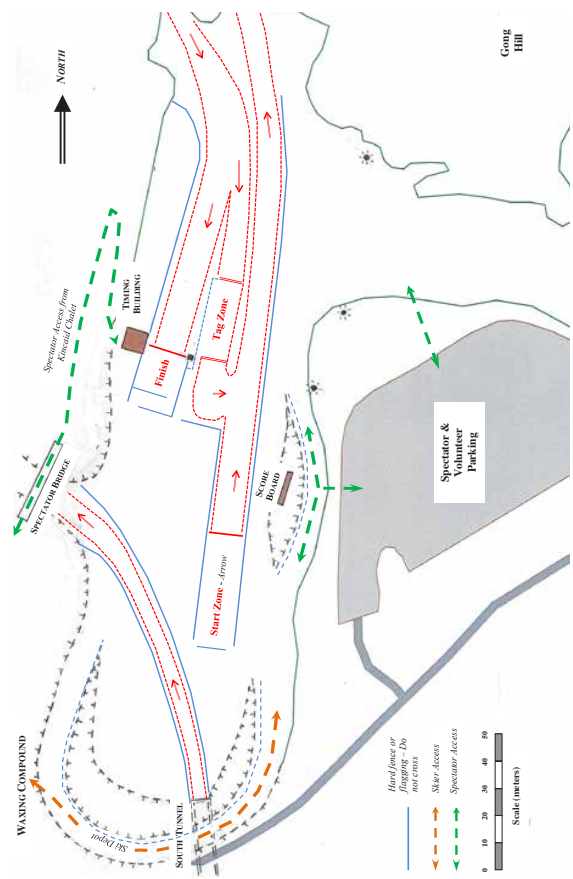 NORTH
Gong
Hill
Spectator Access from
Kincaid Chalet
TIMING
BUILDING
Tag Zone
Finish
SPECTATOR BRIDGE
SCORE
BOARD
Spectator &
Volunteer
Parking
Start Zone - Arrow
WAXING COMPOUND
Ski Depot
SOUTH TUNNEL
Hard fence or
flagging – Do
not cross
Skier Access
Spectator Access
0 10 20 30 40 50
Scale (meters)